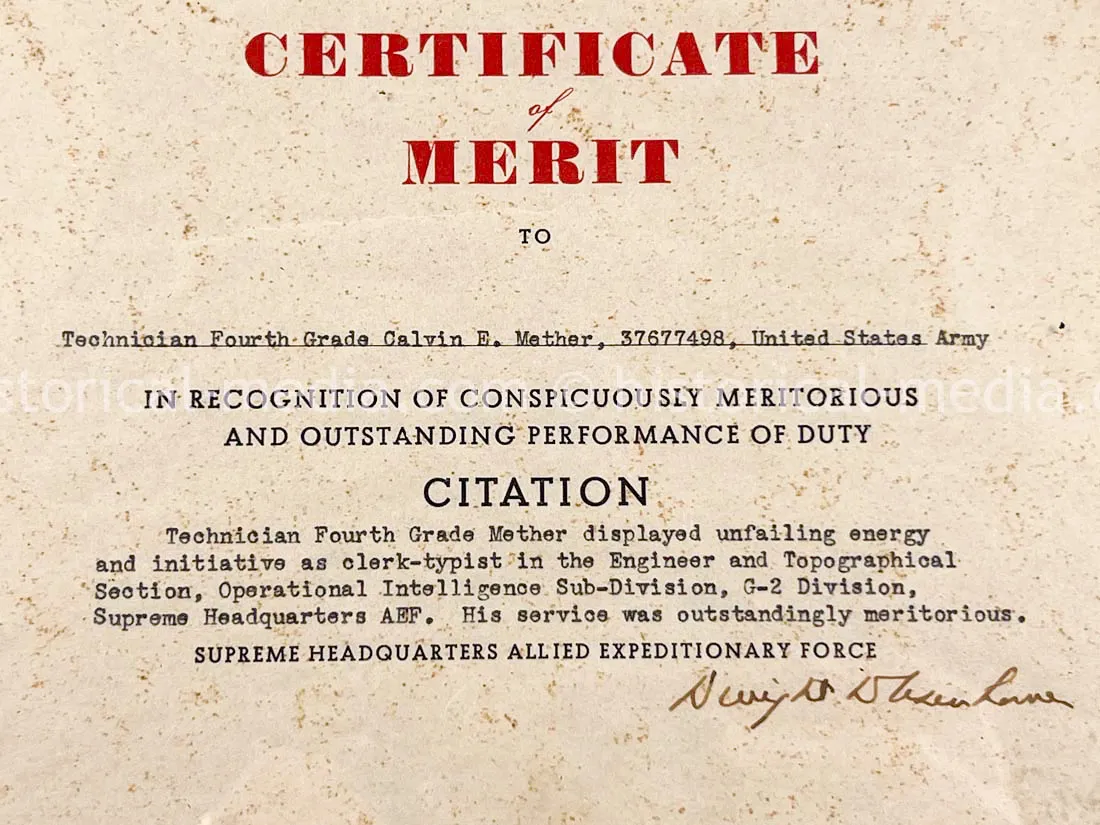 CERTIFICATE
of
MERIT
TO
Technician Fourth Grade Calvin E. Mether, 37677498, United States Army
IN RECOGNITION OF CONSPICUOUSLY MERITORIOUS
AND OUTSTANDING PERFORMANCE OF DUTY
CITATION
Technician Fourth Grade Mether displayed unfailing energy
and initiative as clerk-typist in the Engineer and Topographical
Section, Operational Intelligence Sub-Division, G-2 Division,
Supreme Headquarters AEF. His service was outstandingly meritorious.
SUPREME HEADQUARTERS ALLIED EXPEDITIONARY FORCE
Dwight D Eisenhower